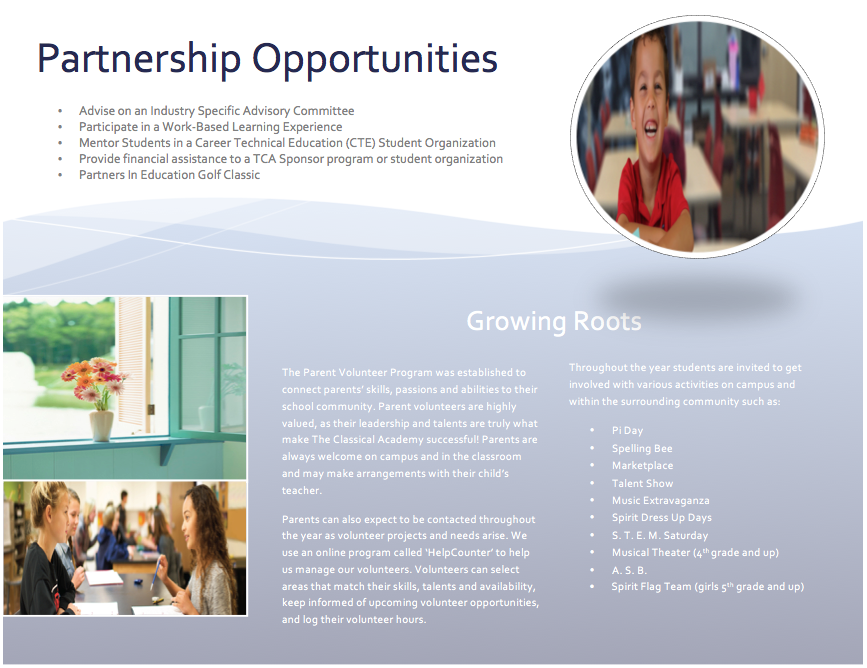 Partnership Opportunities
• Advise on an Industry Specific Advisory Committee
• Participate in a Work-Based Learning Experience
• Mentor Students in a Career Technical Education (CTE) Student Organization
• Provide financial assistance to a TCA Sponsor program or student organization
• Partners In Education Golf Classic
Growing Roots
The Parent Volunteer Program was established to
connect parents' skills, passions and abilities to their
school community. Parent volunteers are highly
valued, as their leadership and talents are truly what
make The Classical Academy successful! Parents are
always welcome on campus and in the classroom
and may make arrangements with their child's
teacher.
Parents can also expect to be contacted throughout
the year as volunteer projects and needs arise. We
use an online program called 'HelpCounter' to help
us manage our volunteers. Volunteers can select
areas that match their skills, talents and availability,
keep informed of upcoming volunteer opportunities,
and log their volunteer hours.
Throughout the year students are invited to get
involved with various activities on campus and
within the surrounding community such as:
• Pi Day
• Spelling Bee
• Marketplace
• Talent Show
• Music Extravaganza
• Spirit Dress Up Days
• S. T. E. M. Saturday
• Musical Theater (4th grade and up)
• A. S. B.
• Spirit Flag Team (girls 5th grade and up)